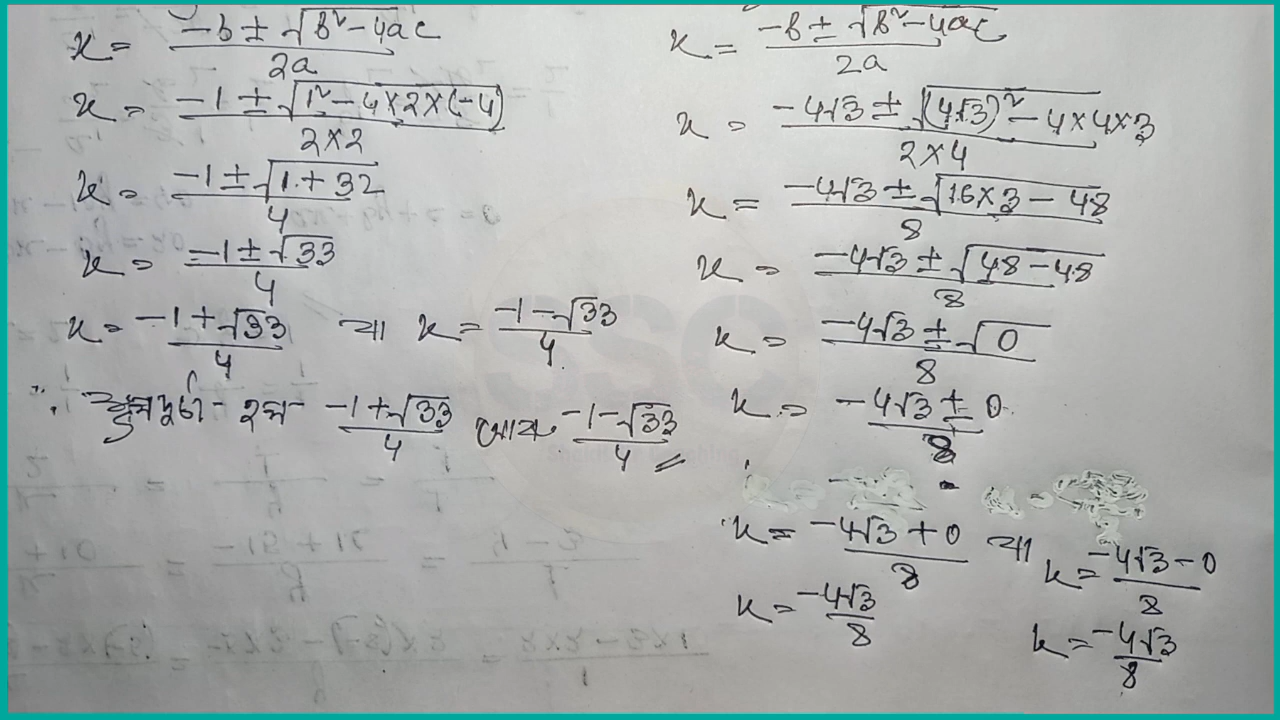 x = (-b ± √(b² - 4ac)) / 2a
x = (-1 ± √(1² - 4×2×(-4))) / 2×2
x = (-1 ± √(1 + 32)) / 4
x = (-1 ± √33) / 4
x = (-1 + √33) / 4 বা x = (-1 - √33) / 4
∴ মূলদুটা হল (-1 + √33) / 4 (-1 - √33) / 4 //
x = (-b ± √(b² - 4ac)) / 2a
x = (-4√3 ± √((4√3)² - 4×4×3)) / 2×4
x = (-4√3 ± √(16×3 - 48)) / 8
x = (-4√3 ± √(48 - 48)) / 8
x = (-4√3 ± √0) / 8
x = (-4√3 ± 0) / 8
x = (-4√3 + 0) / 8 বা x = (-4√3 - 0) / 8
x = -4√3 / 8
x = -4√3 / 8
SSC